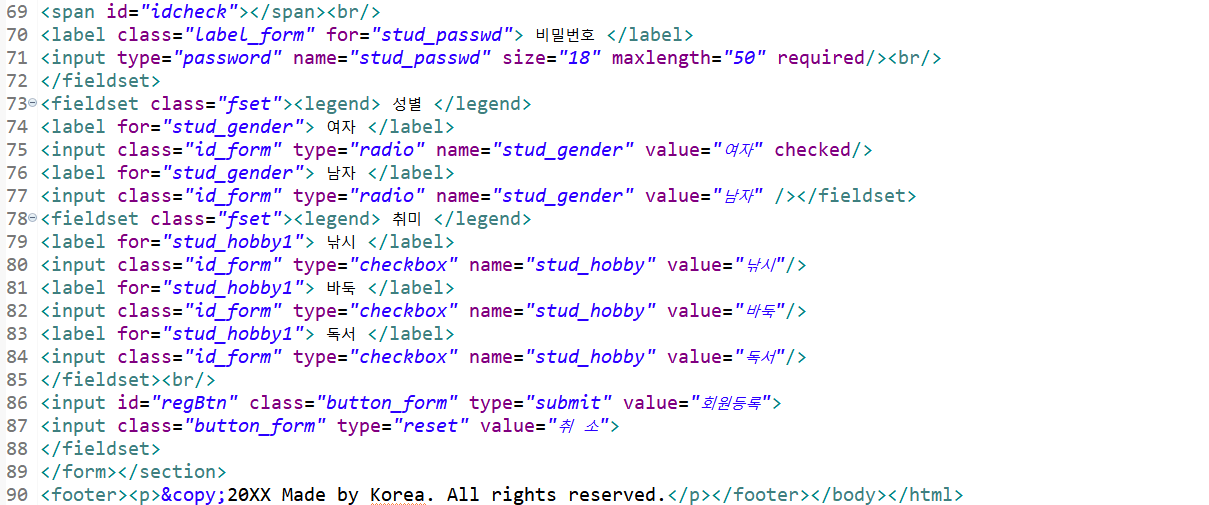 69 <span id="idcheck"></span><br/>
70 <label class="label_form" for="stud_passwd"> 비밀번호 </label>
71 <input type="password" name="stud_passwd" size="18" maxlength="50" required/><br/>
72 </fieldset>
73 <fieldset class="fset"><legend> 성별 </legend>
74 <label for="stud_gender"> 여자 </label>
75 <input class="id_form" type="radio" name="stud_gender" value="여자" checked/>
76 <label for="stud_gender"> 남자 </label>
77 <input class="id_form" type="radio" name="stud_gender" value="남자" /></fieldset>
78 <fieldset class="fset"><legend> 취미 </legend>
79 <label for="stud_hobby1"> 낚시 </label>
80 <input class="id_form" type="checkbox" name="stud_hobby" value="낚시"/>
81 <label for="stud_hobby1"> 바둑 </label>
82 <input class="id_form" type="checkbox" name="stud_hobby" value="바둑"/>
83 <label for="stud_hobby1"> 독서 </label>
84 <input class="id_form" type="checkbox" name="stud_hobby" value="독서"/>
85 </fieldset><br/>
86 <input id="regBtn" class="button_form" type="submit" value="회원등록">
87 <input class="button_form" type="reset" value="취 소">
88 </fieldset>
89 </form></section>
90 <footer><p>&copy;20XX Made by Korea. All rights reserved.</p></footer></body></html>